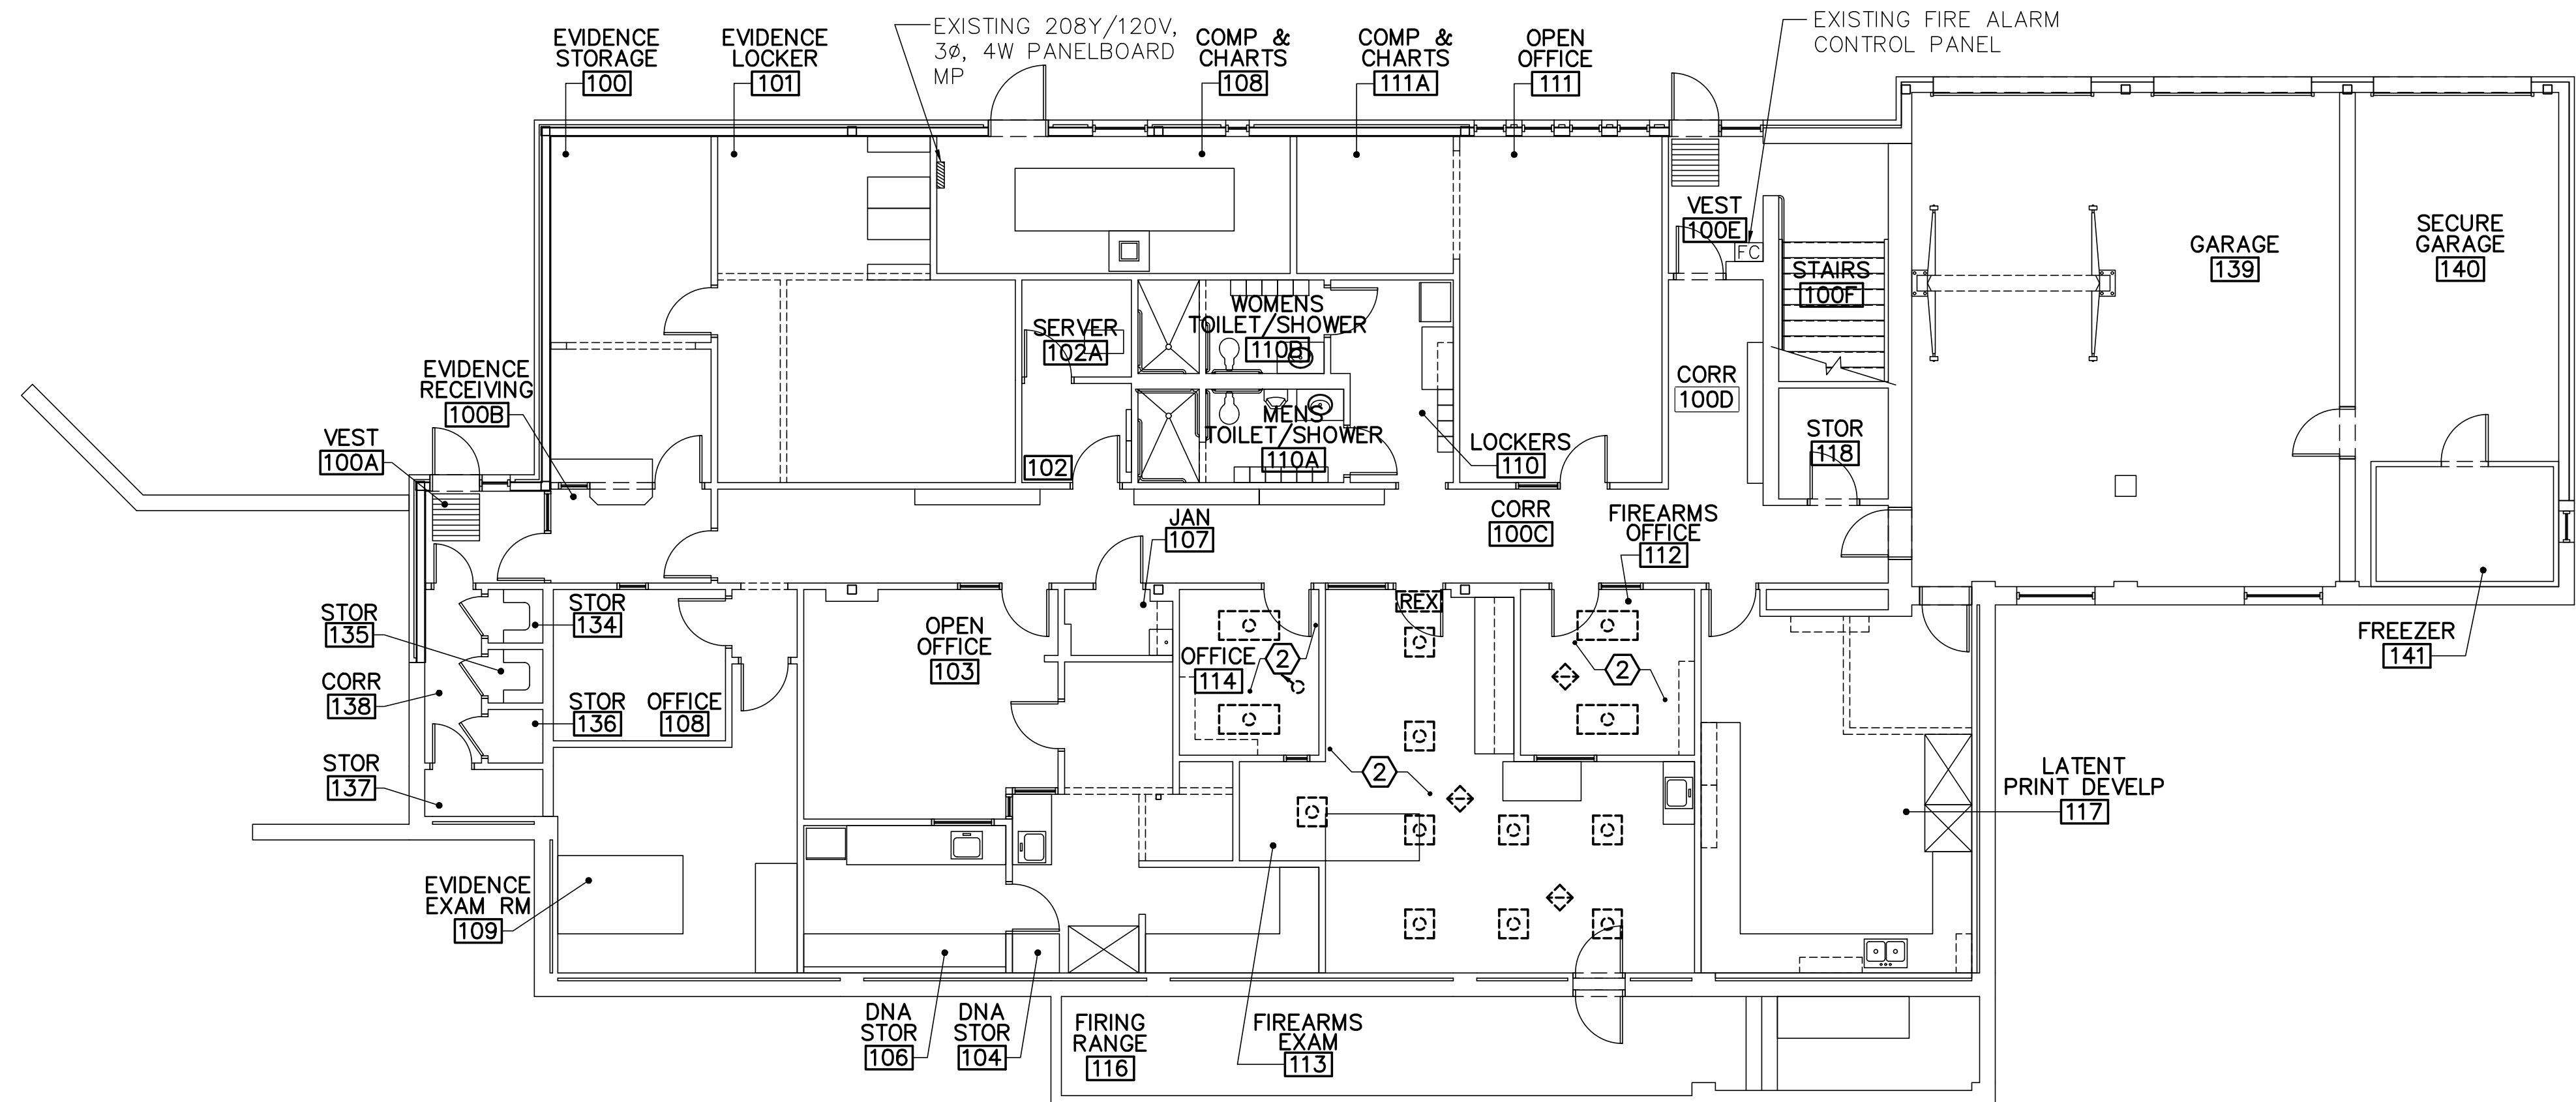 EXISTING 208Y/120V,
3ø, 4W PANELBOARD
MP
EXISTING FIRE ALARM
CONTROL PANEL
EVIDENCE
STORAGE
100
EVIDENCE
LOCKER
101
COMP &
CHARTS
108
COMP &
CHARTS
111A
OPEN
OFFICE
111
VEST
100E
FC
STAIRS
100F
GARAGE
139
SECURE
GARAGE
140
SERVER
102A
WOMENS
TOILET/SHOWER
110B
EVIDENCE
RECEIVING
100B
CORR
100D
MENS
TOILET/SHOWER
110A
VEST
100A
102
LOCKERS
110
STOR
118
JAN
107
CORR
100C
FIREARMS
OFFICE
112
STOR
135
STOR
134
REX
OPEN
OFFICE
103
OFFICE
114
2
2
FREEZER
141
CORR
138
STOR
136
OFFICE
108
STOR
137
2
LATENT
PRINT DEVELP
117
EVIDENCE
EXAM RM
109
DNA
STOR
106
DNA
STOR
104
FIRING
RANGE
116
FIREARMS
EXAM
113